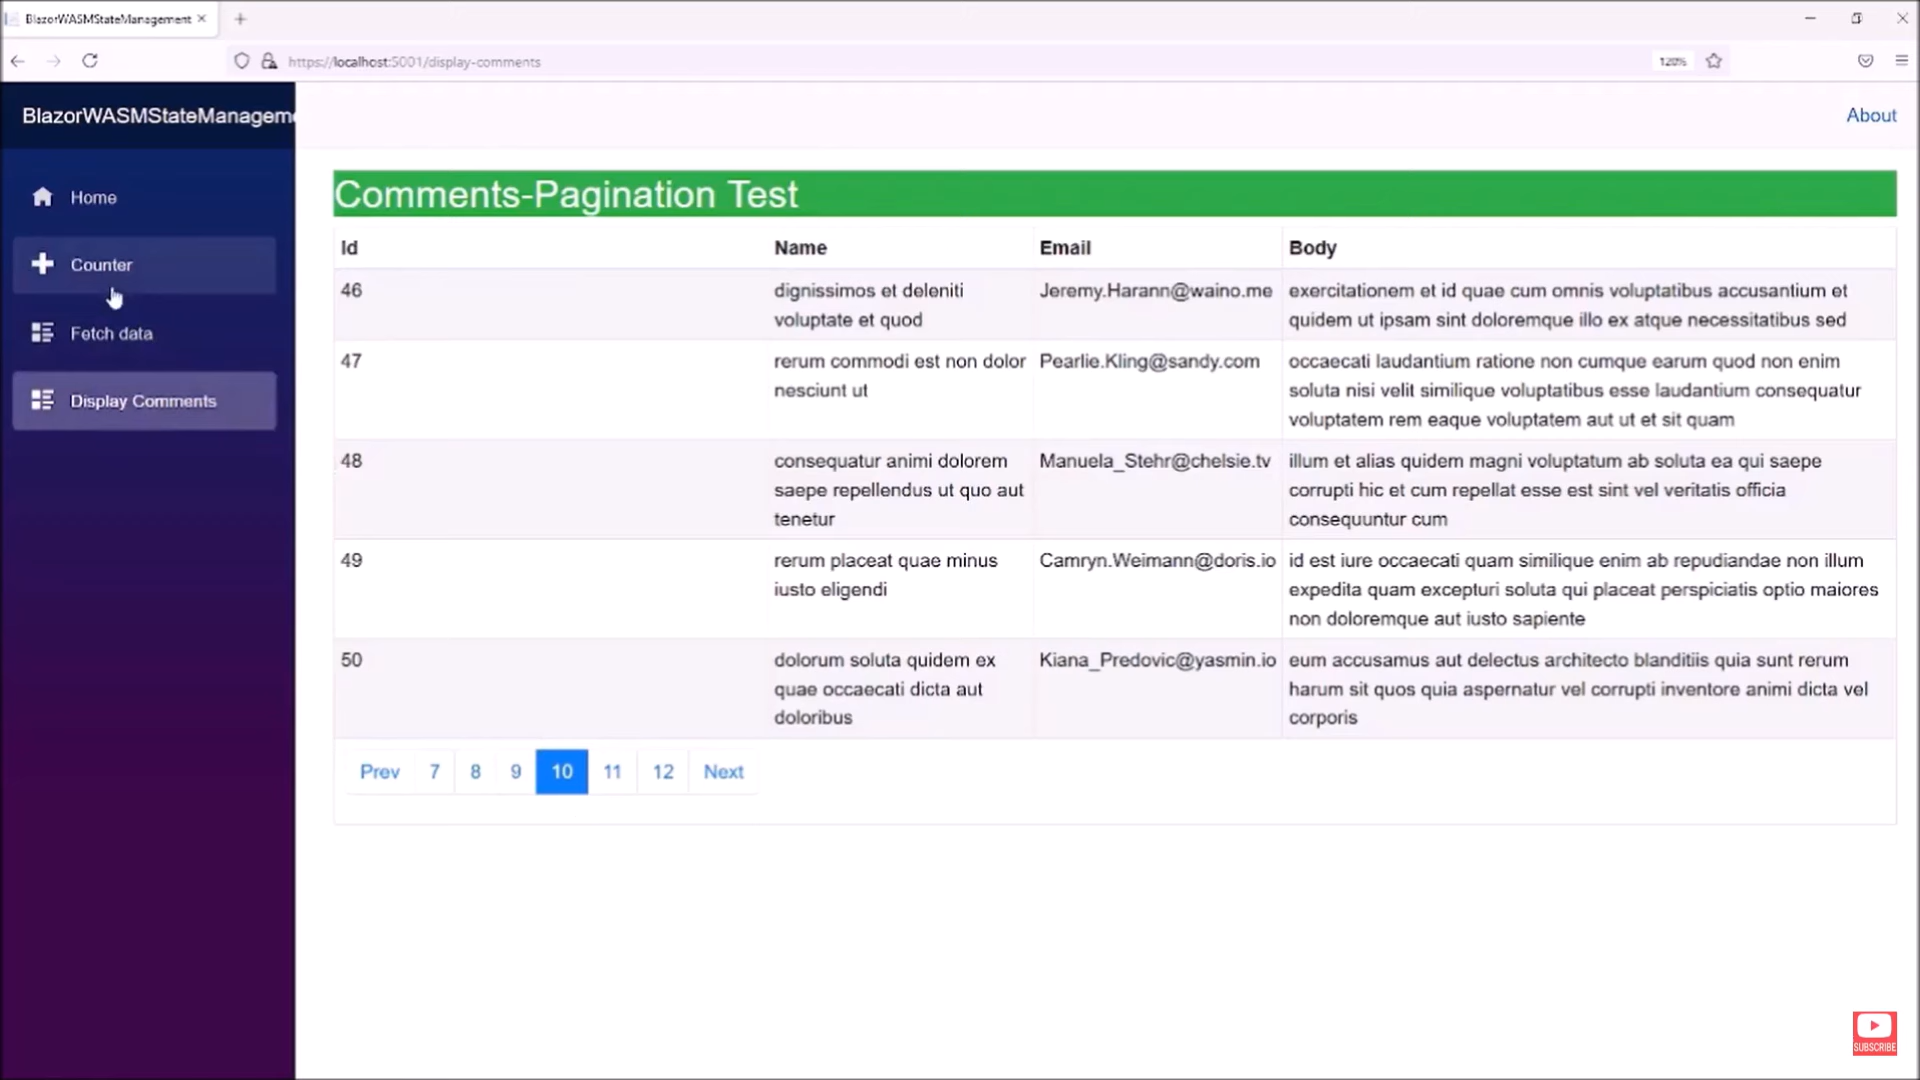 BlazorWASMStateManagement
https://localhost:5001/display-comments
120%
BlazorWASMStateManageme
About
Home
Counter
Fetch data
Display Comments
Comments-Pagination Test
Id Name Email Body
46 dignissimos et deleniti voluptate et quod Jeremy.Harann@waino.me exercitationem et id quae cum omnis voluptatibus accusantium et
quidem ut ipsam sint doloremque illo ex atque necessitatibus sed
47 rerum commodi est non dolor nesciunt ut Pearlie.Kling@sandy.com occaecati laudantium ratione non cumque earum quod non enim
soluta nisi velit similique voluptatibus esse laudantium consequatur
voluptatem rem eaque voluptatem aut ut et sit quam
48 consequatur animi dolorem saepe repellendus ut quo aut tenetur Manuela_Stehr@chelsie.tv illum et alias quidem magni voluptatum ab soluta ea qui saepe
corrupti hic et cum repellat esse est sint vel veritatis officia
consequuntur cum
49 rerum placeat quae minus iusto eligendi Camryn.Weimann@doris.io id est iure occaecati quam similique enim ab repudiandae non illum
expedita quam excepturi soluta qui placeat perspiciatis optio maiores
non doloremque aut iusto sapiente
50 dolorum soluta quidem ex quae occaecati dicta aut doloribus Kiana_Predovic@yasmin.io eum accusamus aut delectus architecto blanditiis quia sunt rerum
harum sit quos quia aspernatur vel corrupti inventore animi dicta vel
corporis
Prev 7 8 9 10 11 12 Next
SUBSCRIBE